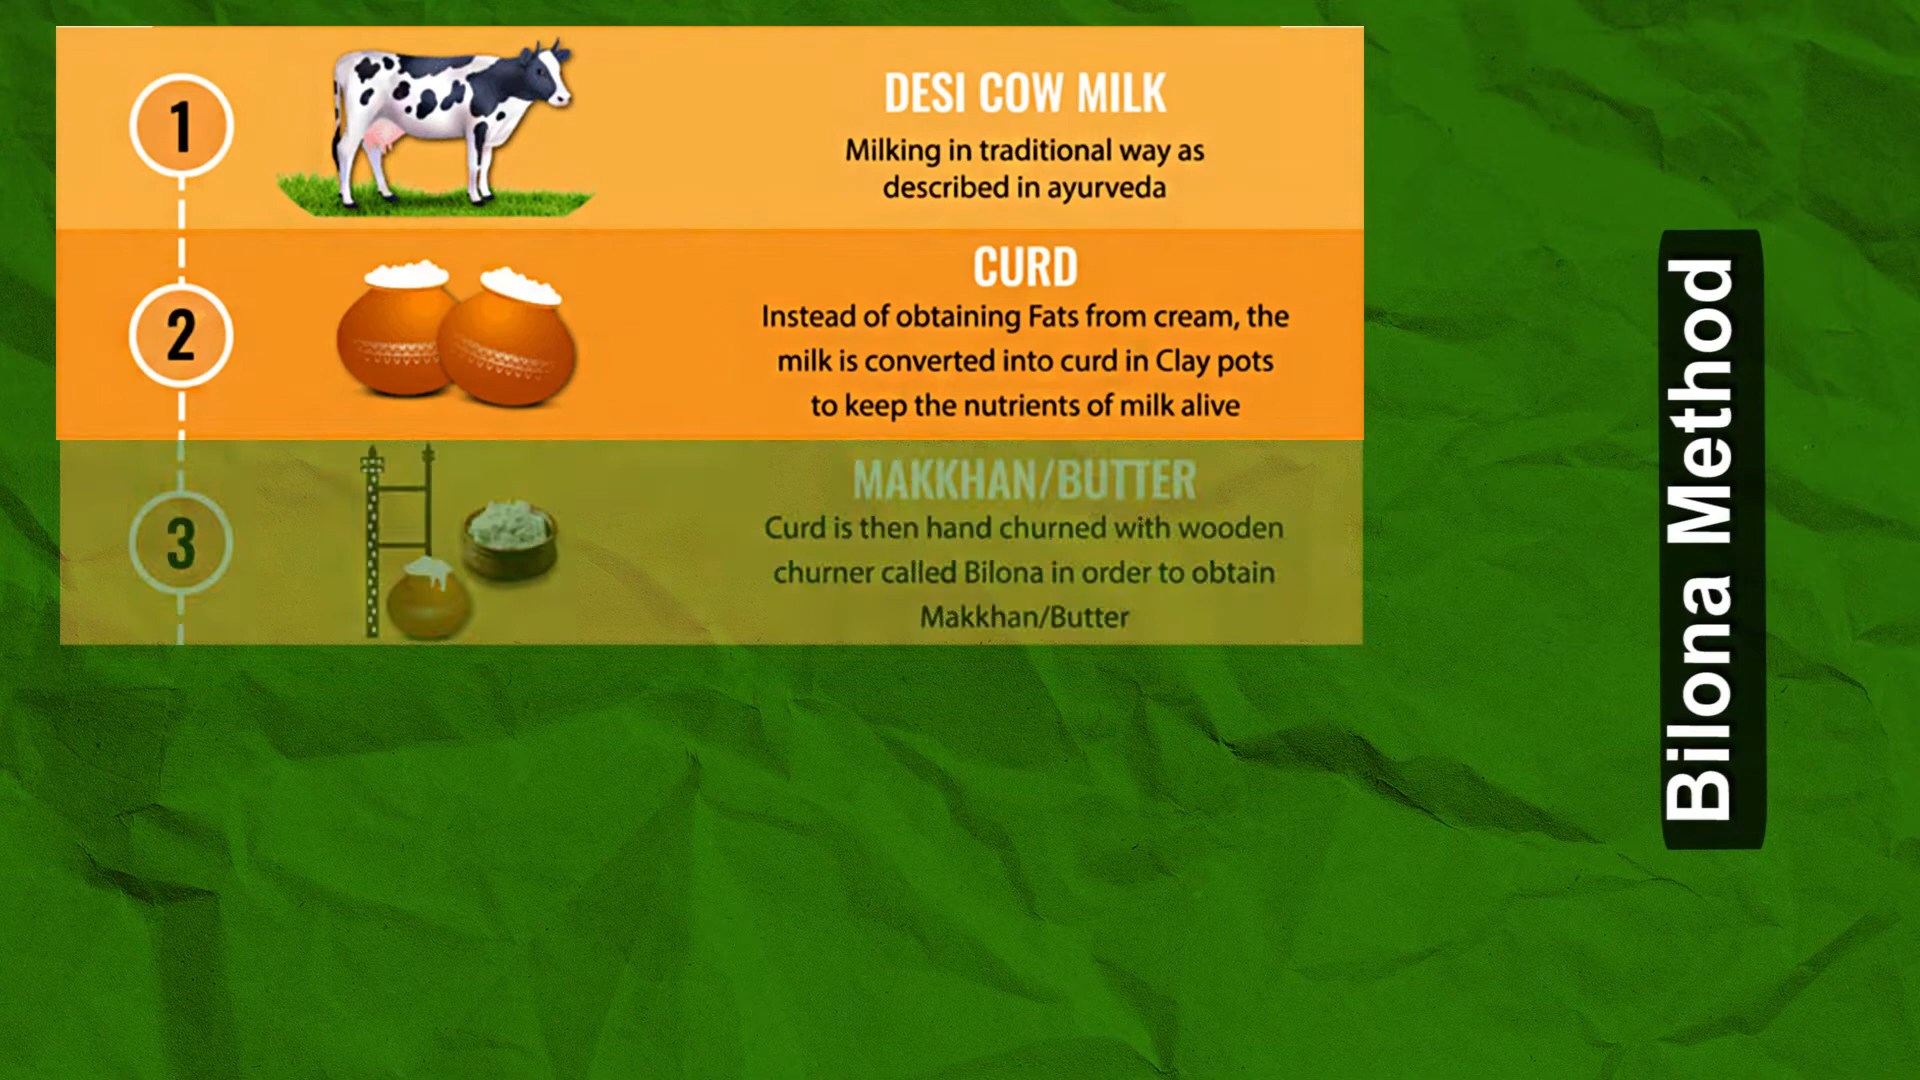 1
DESI COW MILK
Milking in traditional way as
described in ayurveda
2
CURD
Instead of obtaining Fats from cream, the
milk is converted into curd in Clay pots
to keep the nutrients of milk alive
3
MAKKHAN/BUTTER
Curd is then hand churned with wooden
churner called Bilona in order to obtain
Makkhan/Butter
Bilona Method